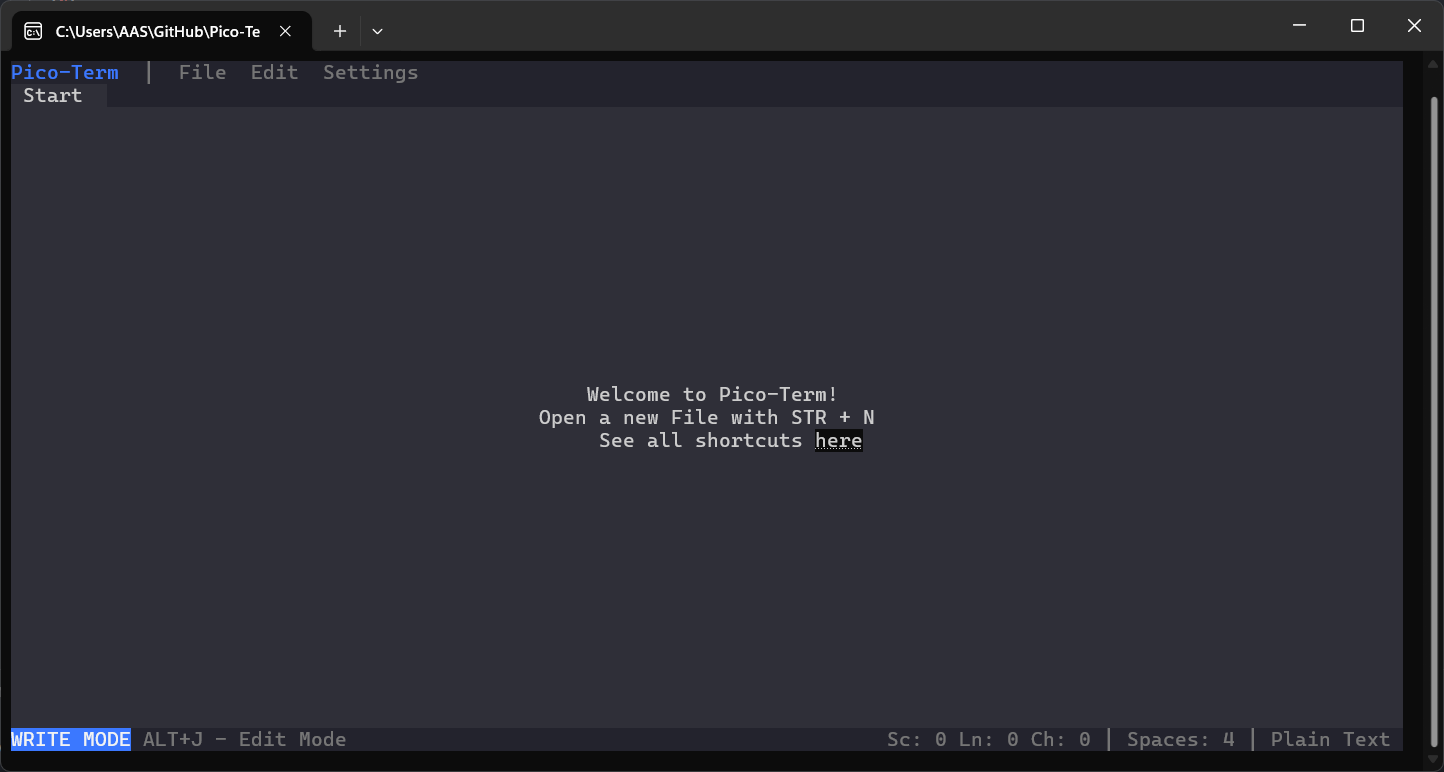 C:\Users\AAS\GitHub\Pico-Te
Pico-Term | File Edit Settings
Start
Welcome to Pico-Term!
Open a new File with STR + N
See all shortcuts here
WRITE MODE ALT+J - Edit Mode Sc: 0 Ln: 0 Ch: 0 | Spaces: 4 | Plain Text